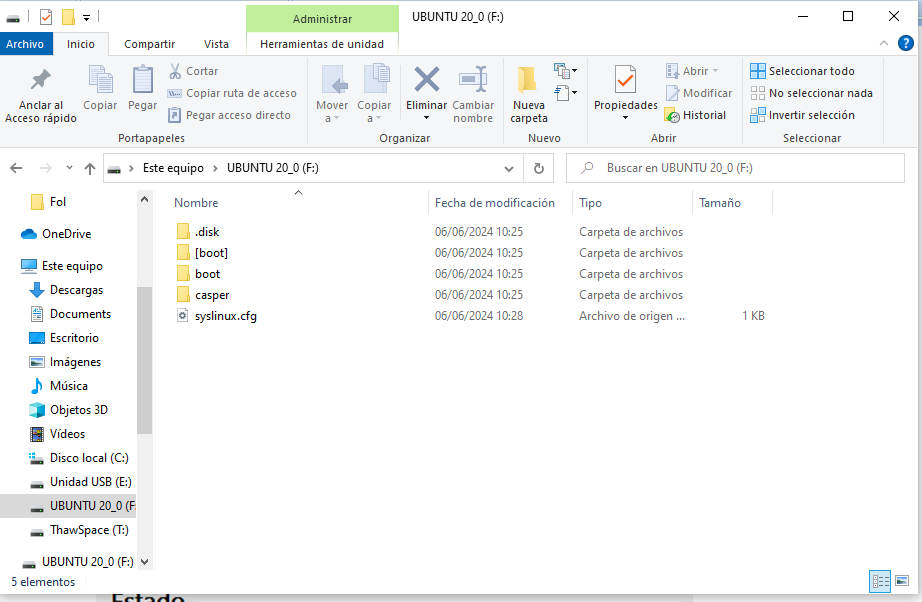 Administrar
UBUNTU 20_0 (F:)
Archivo
Inicio
Compartir
Vista
Herramientas de unidad
Anclar al
Acceso rápido
Copiar
Pegar
Cortar
Copiar ruta de acceso
Pegar acceso directo
Portapapeles
Mover
a
Copiar
a
Eliminar
Cambiar
nombre
Organizar
Nueva
carpeta
Nuevo
Propiedades
Abrir
Modificar
Historial
Abrir
Seleccionar todo
No seleccionar nada
Invertir selección
Seleccionar
Este equipo
UBUNTU 20_0 (F:)
Buscar en UBUNTU 20_0 (F:)
Fol
OneDrive
Este equipo
Descargas
Documents
Escritorio
Imágenes
Música
Objetos 3D
Vídeos
Disco local (C:)
Unidad USB (E:)
UBUNTU 20_0 (F
ThawSpace (T:)
UBUNTU 20_0 (F:)
Nombre Fecha de modificación Tipo Tamaño
.disk 06/06/2024 10:25 Carpeta de archivos
[boot] 06/06/2024 10:25 Carpeta de archivos
boot 06/06/2024 10:25 Carpeta de archivos
casper 06/06/2024 10:25 Carpeta de archivos
syslinux.cfg 06/06/2024 10:28 Archivo de origen ... 1 KB
5 elementos
Estado